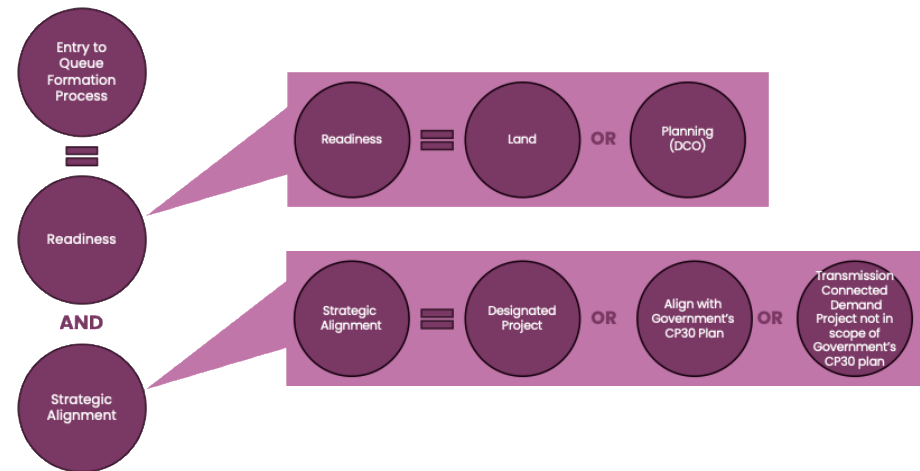 Entry to
Queue
Formation
Process
Readiness
AND
Strategic
Alignment
Readiness
Land
OR
Planning
(DCO)
Strategic
Alignment
Designated
Project
OR
Align with
Government's
CP30 Plan
OR
Transmission
Connected
Demand
Project not in
scope of
Government's
CP30 plan